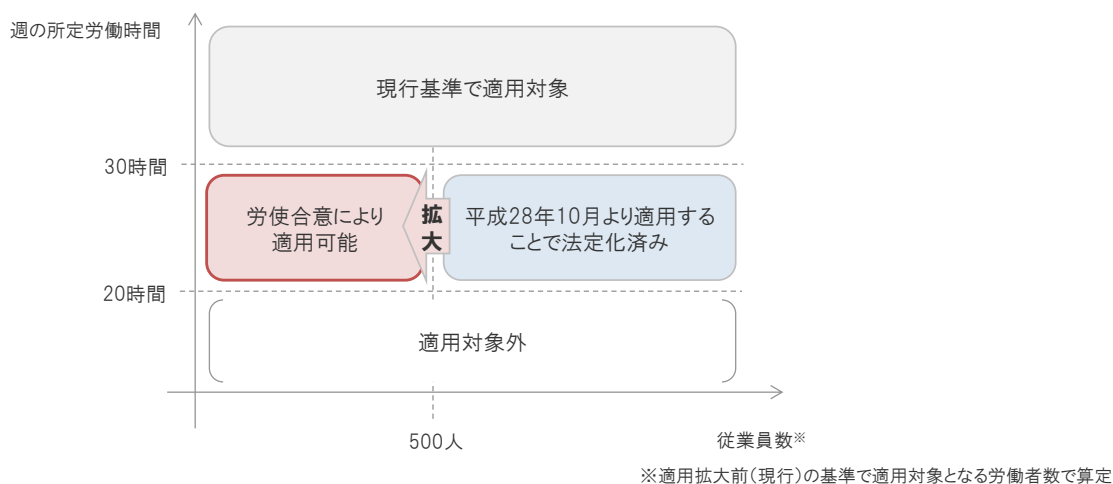 週の所定労働時間
現行基準で適用対象
30時間
労使合意により
適用可能
拡
大
平成28年10月より適用する
ことで法定化済み
20時間
適用対象外
500人
従業員数※
※適用拡大前(現行)の基準で適用対象となる労働者数で算定